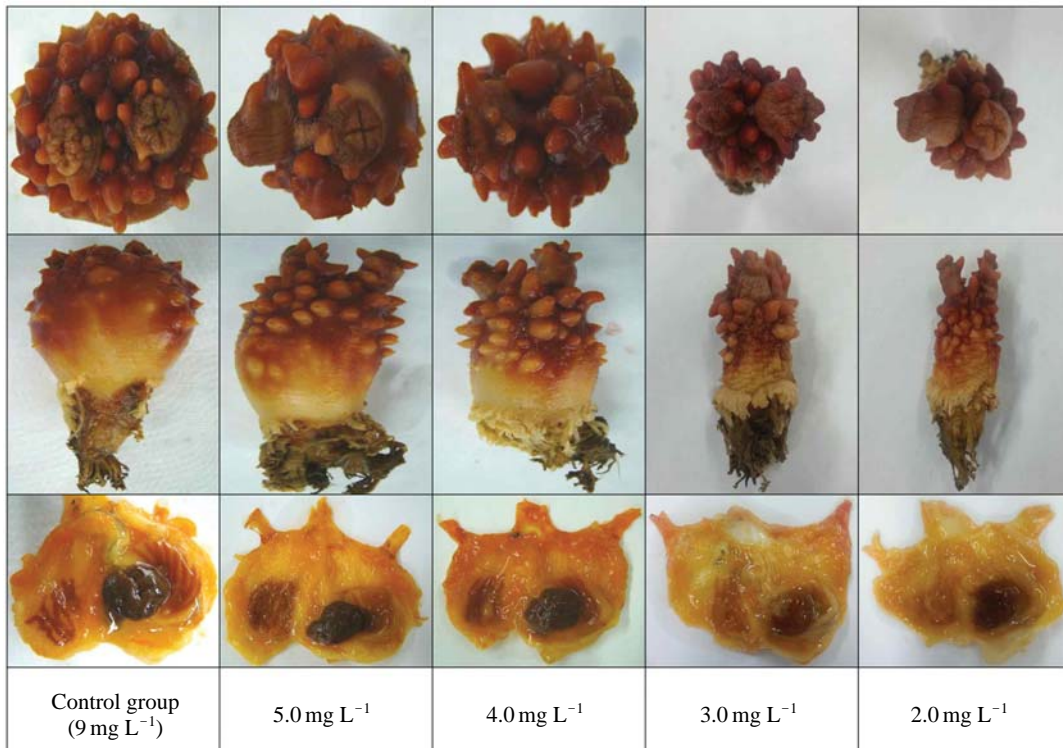 Control group
(9 mg L⁻¹)
5.0 mg L⁻¹
4.0 mg L⁻¹
3.0 mg L⁻¹
2.0 mg L⁻¹